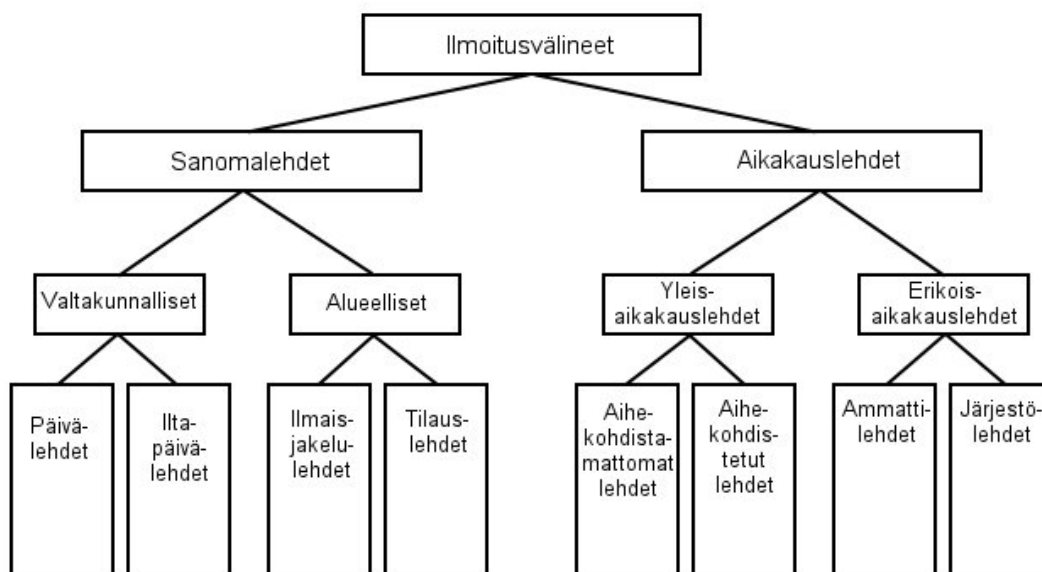 Ilmoitusvälineet
Sanomalehdet
Aikakauslehdet
Valtakunnalliset
Alueelliset
Yleis-
aikakauslehdet
Erikois-
aikakauslehdet
Päivä-
lehdet
Ilta-
päivä-
lehdet
Ilmais-
jakelu-
lehdet
Tilaus-
lehdet
Aihe-
kohdista-
mattomat
lehdet
Aihe-
kohdis-
tetut
lehdet
Ammatti-
lehdet
Järjestö-
lehdet